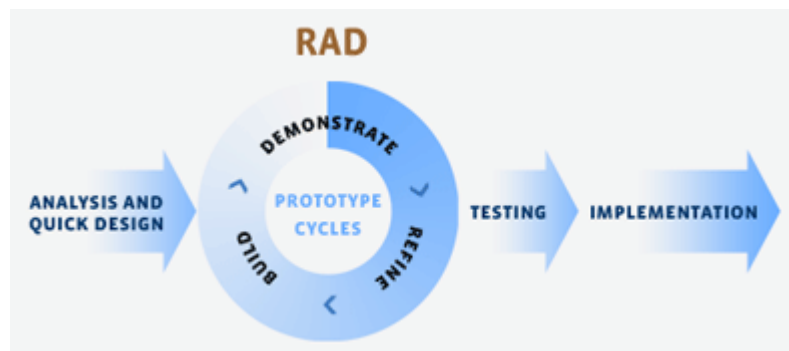 RAD
ANALYSIS AND
QUICK DESIGN
DEMONSTRATE
REFINE
BUILD
PROTOTYPE
CYCLES
TESTING
IMPLEMENTATION